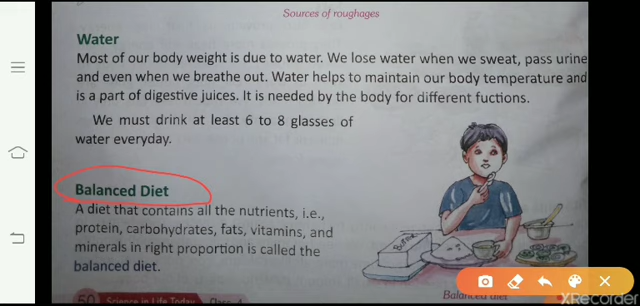 Sources of roughages
Water
Most of our body weight is due to water. We lose water when we sweat, pass urine
and even when we breathe out. Water helps to maintain our body temperature and
is a part of digestive juices. It is needed by the body for different fuctions.
We must drink at least 6 to 8 glasses of
water everyday.
Balanced Diet
A diet that contains all the nutrients, i.e.,
protein, carbohydrates, fats, vitamins, and
minerals in right proportion is called the
balanced diet.
Butter
Balanced diet
50 Science in Life Today
XRecorder